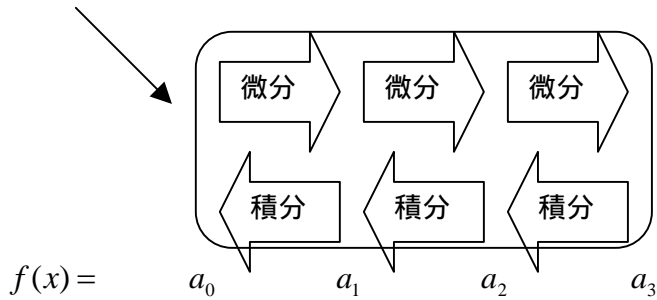 微分 微分 微分
積分 積分 積分
f(x) = a₀ a₁ a₂ a₃